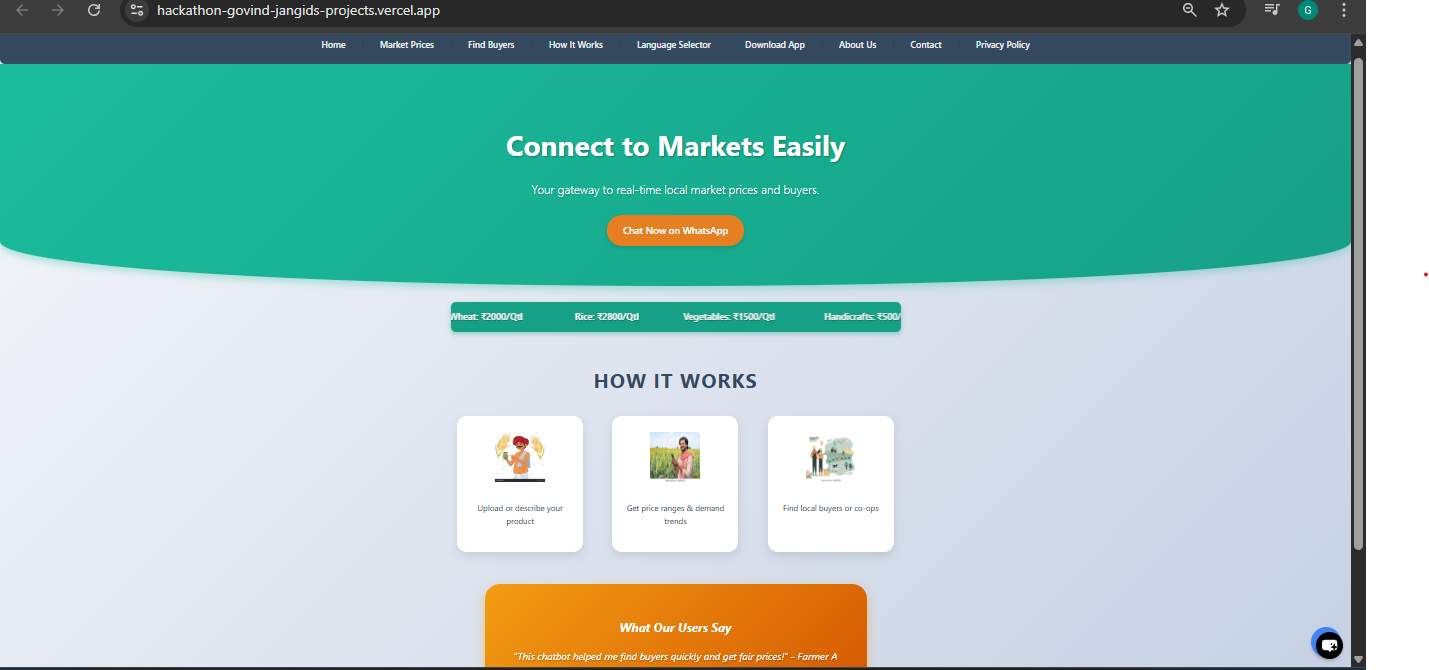 hackathon-govind-jangids-projects.vercel.app
G
Home Market Prices Find Buyers How It Works Language Selector Download App About Us Contact Privacy Policy
Connect to Markets Easily
Your gateway to real-time local market prices and buyers.
Chat Now on WhatsApp
Wheat: ₹2000/Qtl Rice: ₹2800/Qtl Vegetables: ₹1500/Qtl Handicrafts: ₹500/
HOW IT WORKS
Upload or describe your
product
Get price ranges & demand
trends
Find local buyers or co-ops
What Our Users Say
"This chatbot helped me find buyers quickly and get fair prices!" - Farmer A